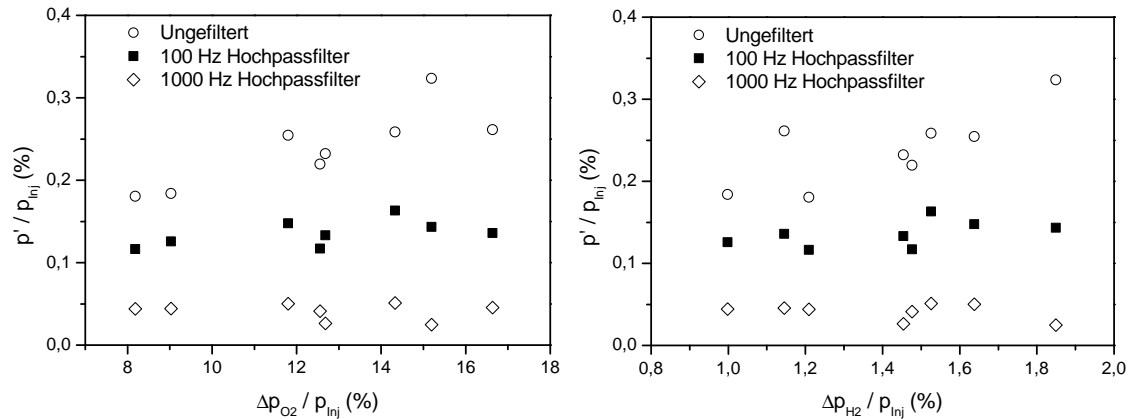 0,4
0,3
0,2
0,1
0,0
p' / p_Inj (%)
Ungefiltert
100 Hz Hochpassfilter
1000 Hz Hochpassfilter
8 10 12 14 16 18
Δp_O2 / p_Inj (%)
0,4
0,3
0,2
0,1
0,0
p' / p_Inj (%)
Ungefiltert
100 Hz Hochpassfilter
1000 Hz Hochpassfilter
0,8 1,0 1,2 1,4 1,6 1,8 2,0
Δp_H2 / p_Inj (%)